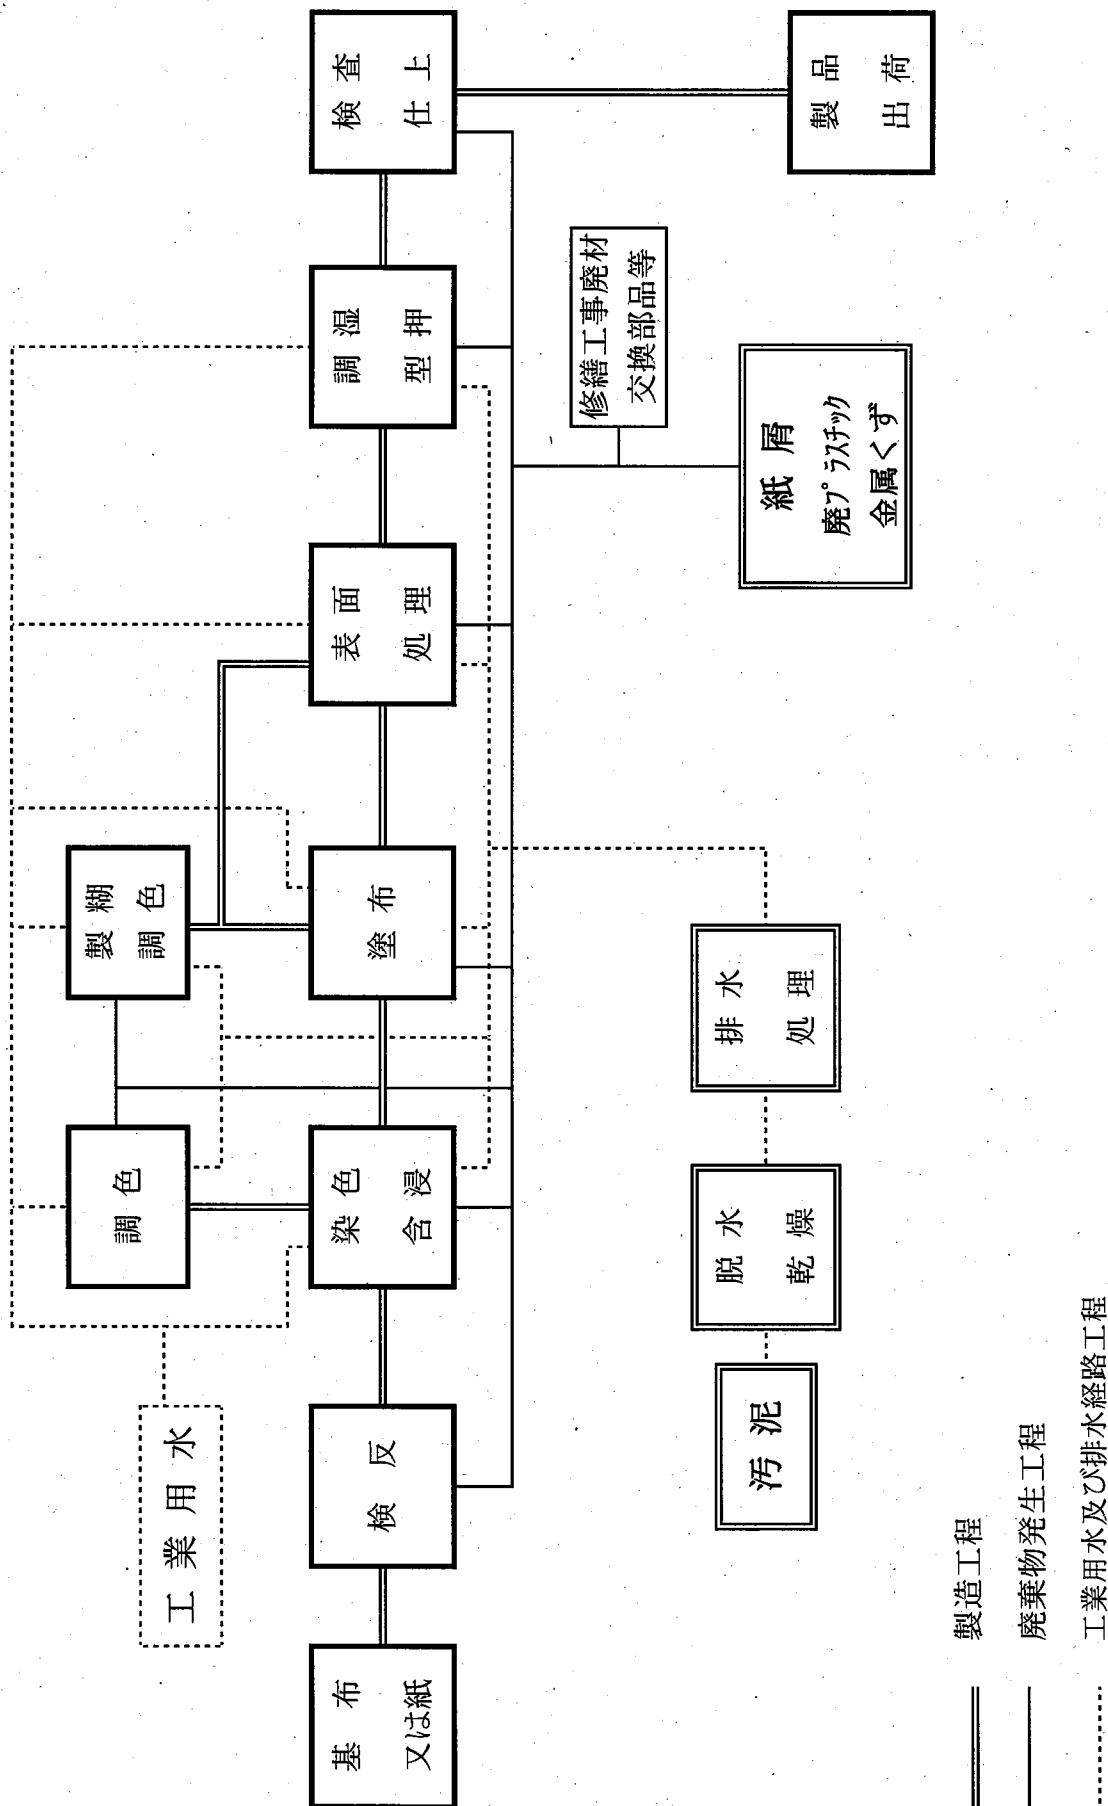 工業用水
調色
製糊
調色
基布
又は紙
検反
染色
含浸
塗布
表面
処理
調湿
型押
検査
仕上
修繕工事廃材
交換部品等
汚泥
脱水
乾燥
排水
処理
紙屑
廃プラスチック
金属くず
製品
出荷
製造工程
廃棄物発生工程
工業用水及び排水経路工程